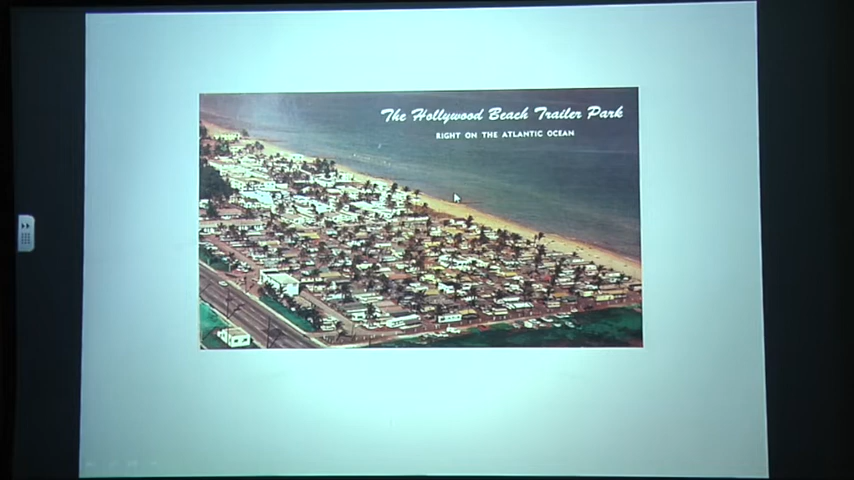 The Hollywood Beach Trailer Park
RIGHT ON THE ATLANTIC OCEAN